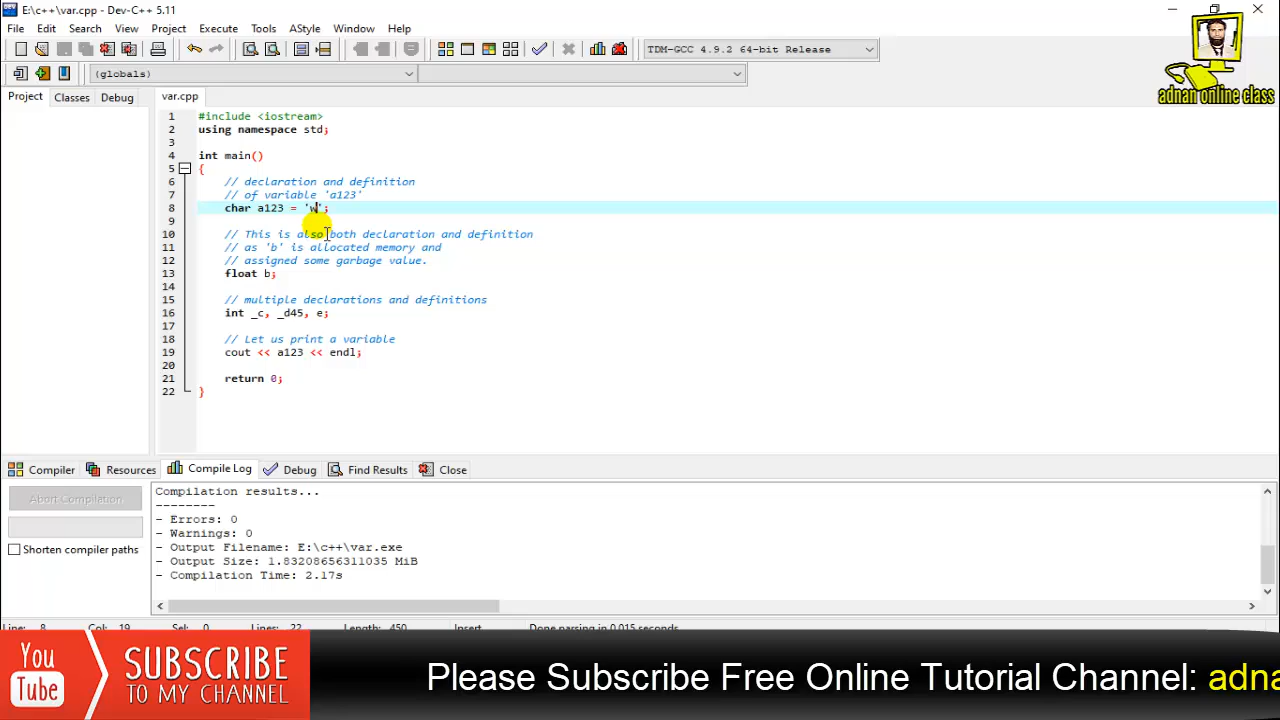 E:\c++\var.cpp - Dev-C++ 5.11
File Edit Search View Project Execute Tools AStyle Window Help
TDM-GCC 4.9.2 64-bit Release
(globals)
adnan online class
Project Classes Debug
var.cpp
1 #include <iostream>
2 using namespace std;
3
4 int main()
5 {
6 // declaration and definition
7 // of variable 'a123'
8 char a123 = 'w';
9
10 // This is also both declaration and definition
11 // as 'b' is allocated memory and
12 // assigned some garbage value.
13 float b;
14
15 // multiple declarations and definitions
16 int _c, _d45, e;
17
18 // Let us print a variable
19 cout << a123 << endl;
20
21 return 0;
22 }
Compiler Resources Compile Log Debug Find Results Close
Abort Compilation
Shorten compiler paths
Compilation results...
--------
- Errors: 0
- Warnings: 0
- Output Filename: E:\c++\var.exe
- Output Size: 1.83208656311035 MiB
- Compilation Time: 2.17s
Line: 8 Col: 19 Sel: 0 Lines: 22 Length: 450 Insert Done parsing in 0.015 seconds
You Tube
SUBSCRIBE
TO MY CHANNEL
Please Subscribe Free Online Tutorial Channel: adna